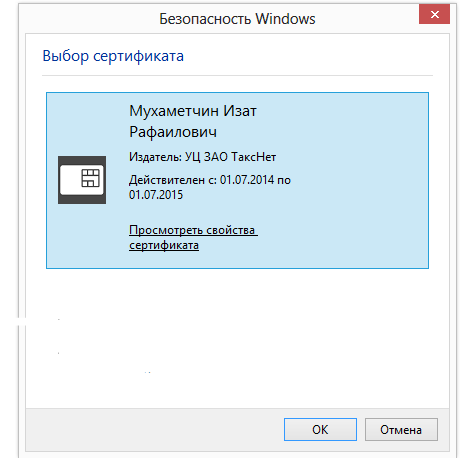 Безопасность Windows
Выбор сертификата
Мухаметчин Изат
Рафаилович
Издатель: УЦ ЗАО ТаксНет
Действителен с: 01.07.2014 по
01.07.2015
Просмотреть свойства
сертификата
ОК
Отмена